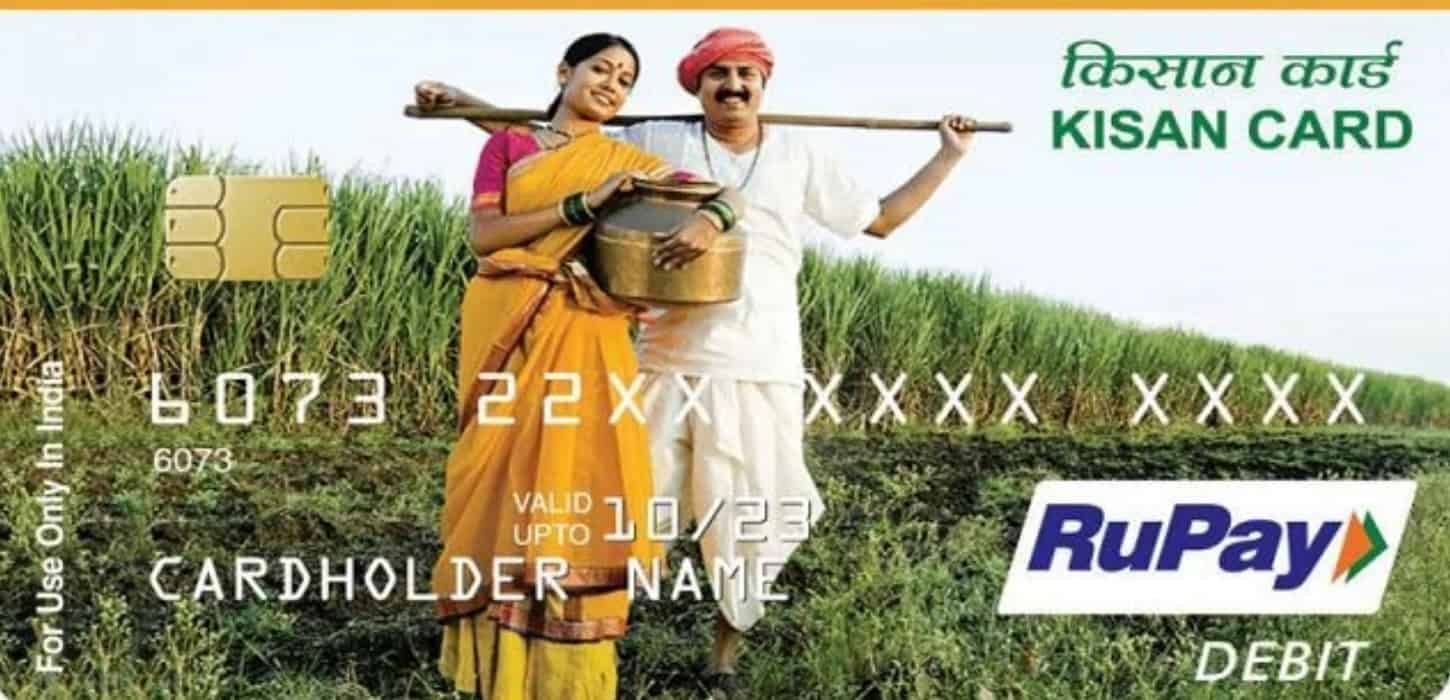 किसान कार्ड
KISAN CARD
For Use Only In India
6073 22XX XXXX XXXX
6073
VALID UPTO 10/23
CARDHOLDER NAME
RuPay
DEBIT